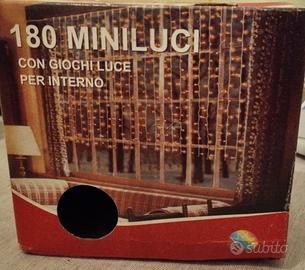 180 MINILUCI
CON GIOCHI LUCE
PER INTERNO
subito